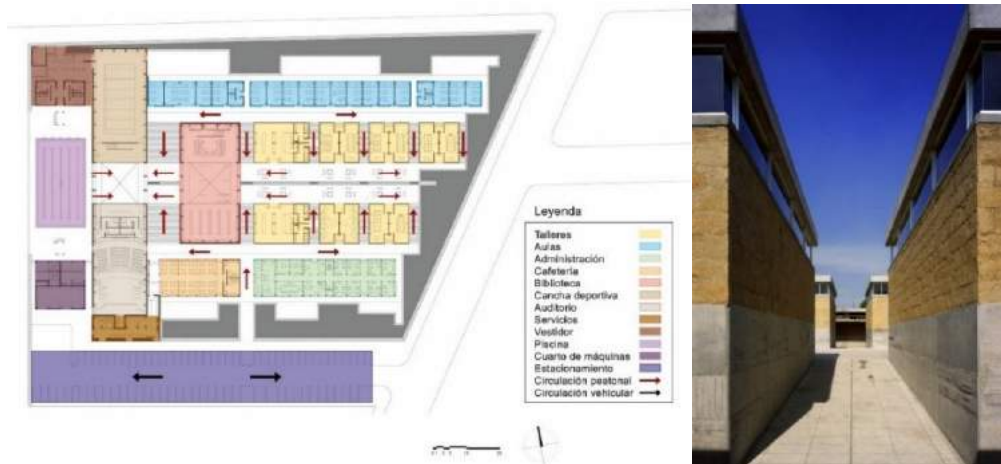 Leyenda
Talleres
Aulas
Administración
Cafetería
Biblioteca
Cancha deportiva
Auditorio
Servicios
Vestidor
Piscina
Cuarto de máquinas
Estacionamiento
Circulación peatonal
Circulación vehicular